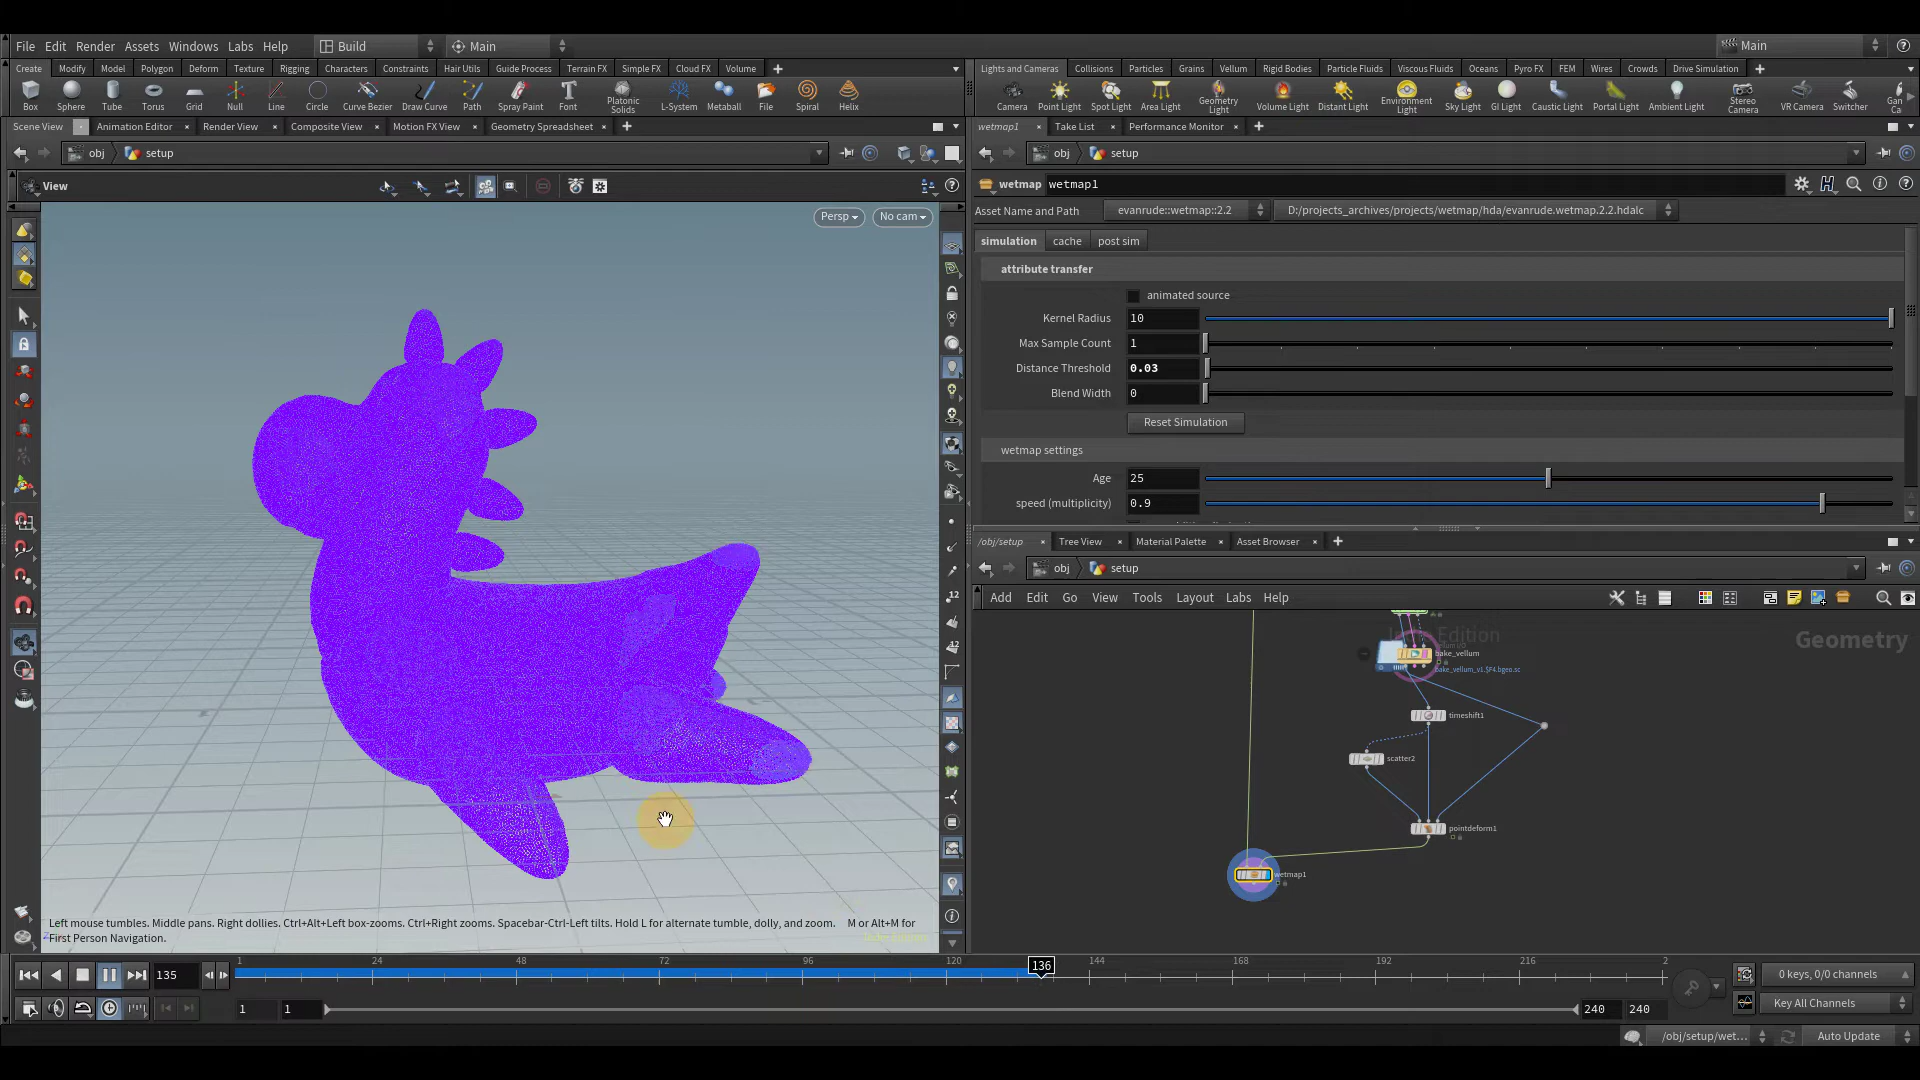 File Edit Render Assets Windows Labs Help Build Main Main
Create Modify Model Polygon Deform Texture Rigging Characters Constraints Hair Utils Guide Process Terrain FX Simple FX Cloud FX Volume
Lights and Cameras Collisions Particles Grains Vellum Rigid Bodies Particle Fluids Viscous Fluids Oceans Pyro FX FEM Wires Crowds Drive Simulation
Box Sphere Tube Torus Grid Null Line Circle Curve Bezier Draw Curve Path Spray Paint Font Platonic Solids L-System Metaball File Spiral Helix
Camera Point Light Spot Light Area Light Geometry Light Volume Light Distant Light Environment Light Sky Light GI Light Caustic Light Portal Light Ambient Light Stereo Camera VR Camera Switcher
Scene View Animation Editor Render View Composite View Motion FX View Geometry Spreadsheet
wetmap1 Take List Performance Monitor
obj setup
obj setup
View
wetmap wetmap1
Persp No cam
Asset Name and Path evanrude::wetmap::2.2 D:/projects_archives/projects/wetmap/hda/evanrude.wetmap.2.2.hdalc
simulation cache post sim
attribute transfer
animated source
Kernel Radius 10
Max Sample Count 1
Distance Threshold 0.03
Blend Width 0
Reset Simulation
wetmap settings
Age 25
speed (multiplicity) 0.9
/obj/setup Tree View Material Palette Asset Browser
obj setup
Add Edit Go View Tools Layout Labs Help
Edition
Geometry
bake_vellum
bake_vellum_v1.$F4.bgeo.sc
timeshift1
scatter2
pointdeform1
wetmap1
Left mouse tumbles. Middle pans. Right dollies. Ctrl+Alt+Left box-zooms. Ctrl+Right zooms. Spacebar-Ctrl-Left tilts. Hold L for alternate tumble, dolly, and zoom. M or Alt+M for
First Person Navigation.
135 1 24 48 72 96 120 136 144 168 192 216 2
0 keys, 0/0 channels
1 1 240 240
Key All Channels
/obj/setup/wet... Auto Update